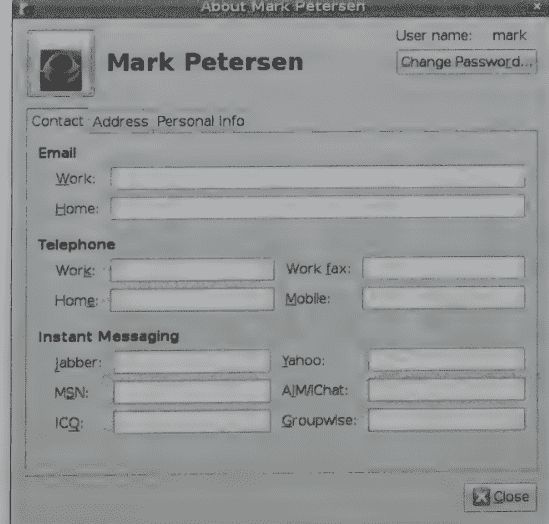 About Mark Petersen
User name: mark
Mark Petersen
Change Password...
Contact Address Personal Info
Email
Work:
Home:
Telephone
Work: Work fax:
Home: Mobile:
Instant Messaging
Jabber: Yahoo:
MSN: AIM/iChat:
ICQ: Groupwise:
Close